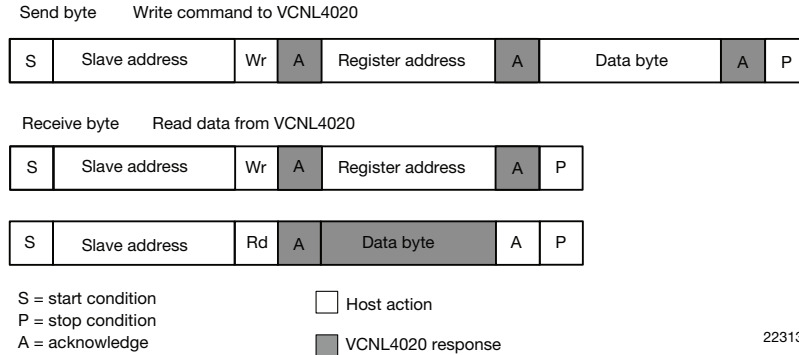 Send byte Write command to VCNL4020
S Slave address Wr A Register address A Data byte A P
Receive byte Read data from VCNL4020
S Slave address Wr A Register address A P
S Slave address Rd A Data byte A P
S = start condition
P = stop condition
A = acknowledge
Host action
VCNL4020 response
22313